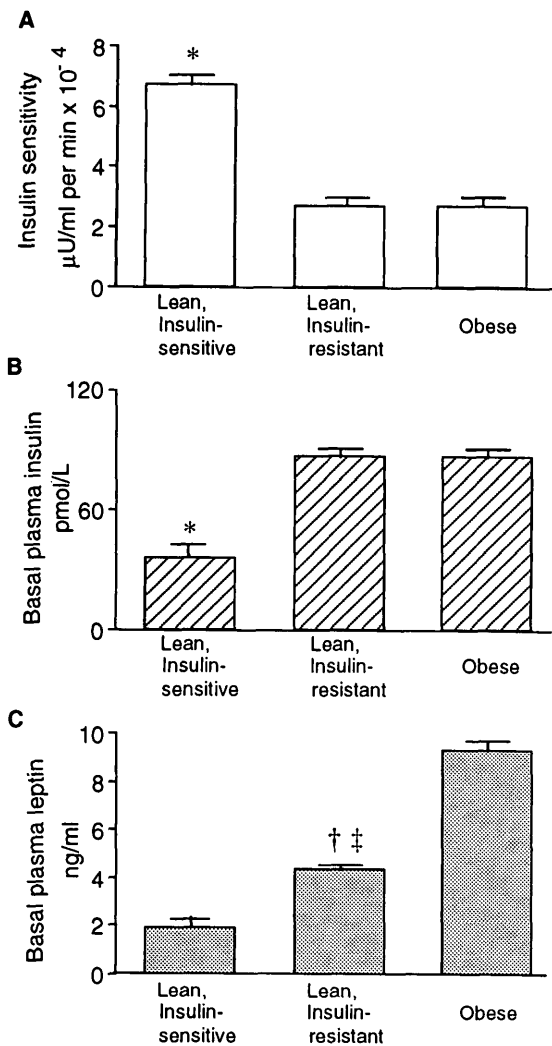 A
Insulin sensitivity
µU/ml per min x 10⁻⁴
8
6
4
2
0
*
Lean,
Insulin-
sensitive
Lean,
Insulin-
resistant
Obese
B
Basal plasma insulin
pmol/L
120
60
0
*
Lean,
Insulin-
sensitive
Lean,
Insulin-
resistant
Obese
C
Basal plasma leptin
ng/ml
10
8
6
4
2
0
† ‡
Lean,
Insulin-
sensitive
Lean,
Insulin-
resistant
Obese